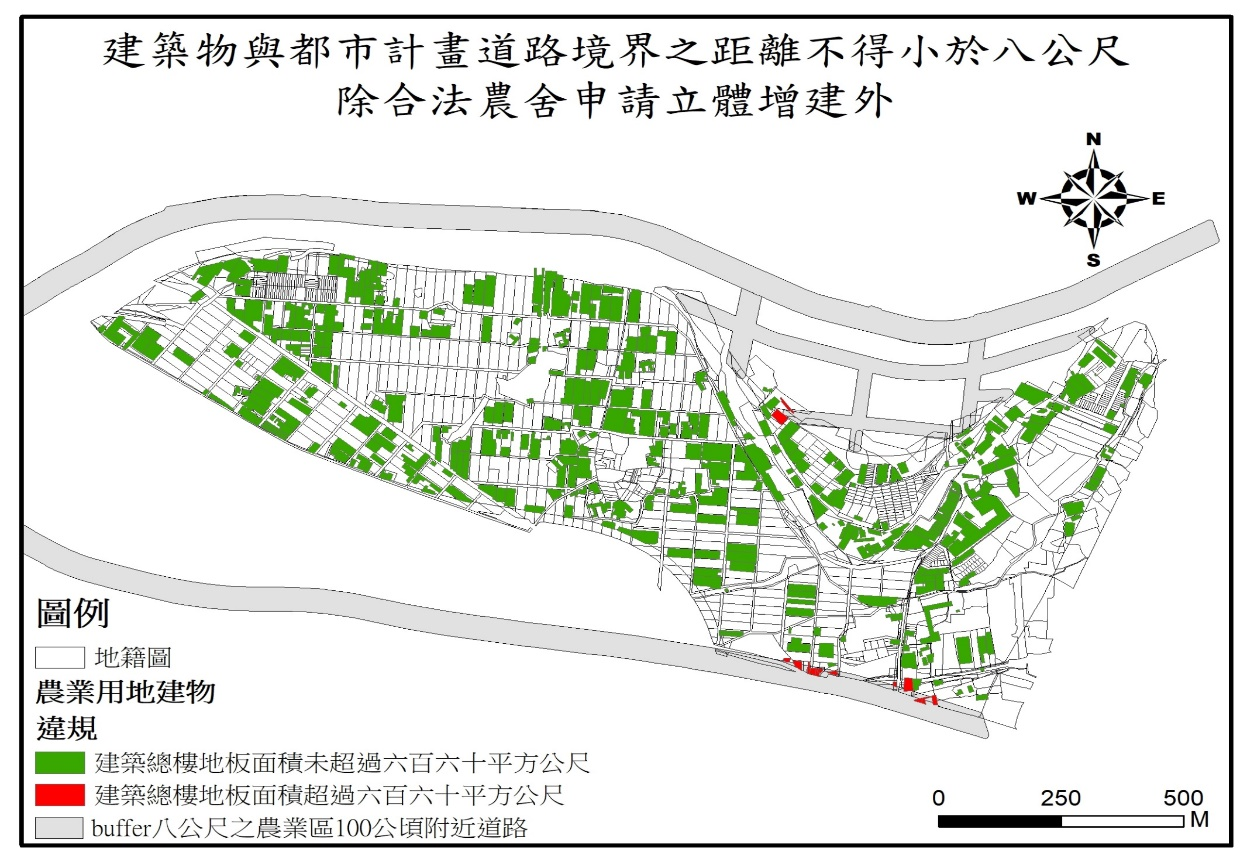 建築物與都市計畫道路境界之距離不得小於八公尺
除合法農舍申請立體增建外
N
W
E
S
圖例
地籍圖
農業用地建物
違規
建築總樓地板面積未超過六百六十平方公尺
建築總樓地板面積超過六百六十平方公尺
buffer八公尺之農業區100公頃附近道路
0 250 500
M